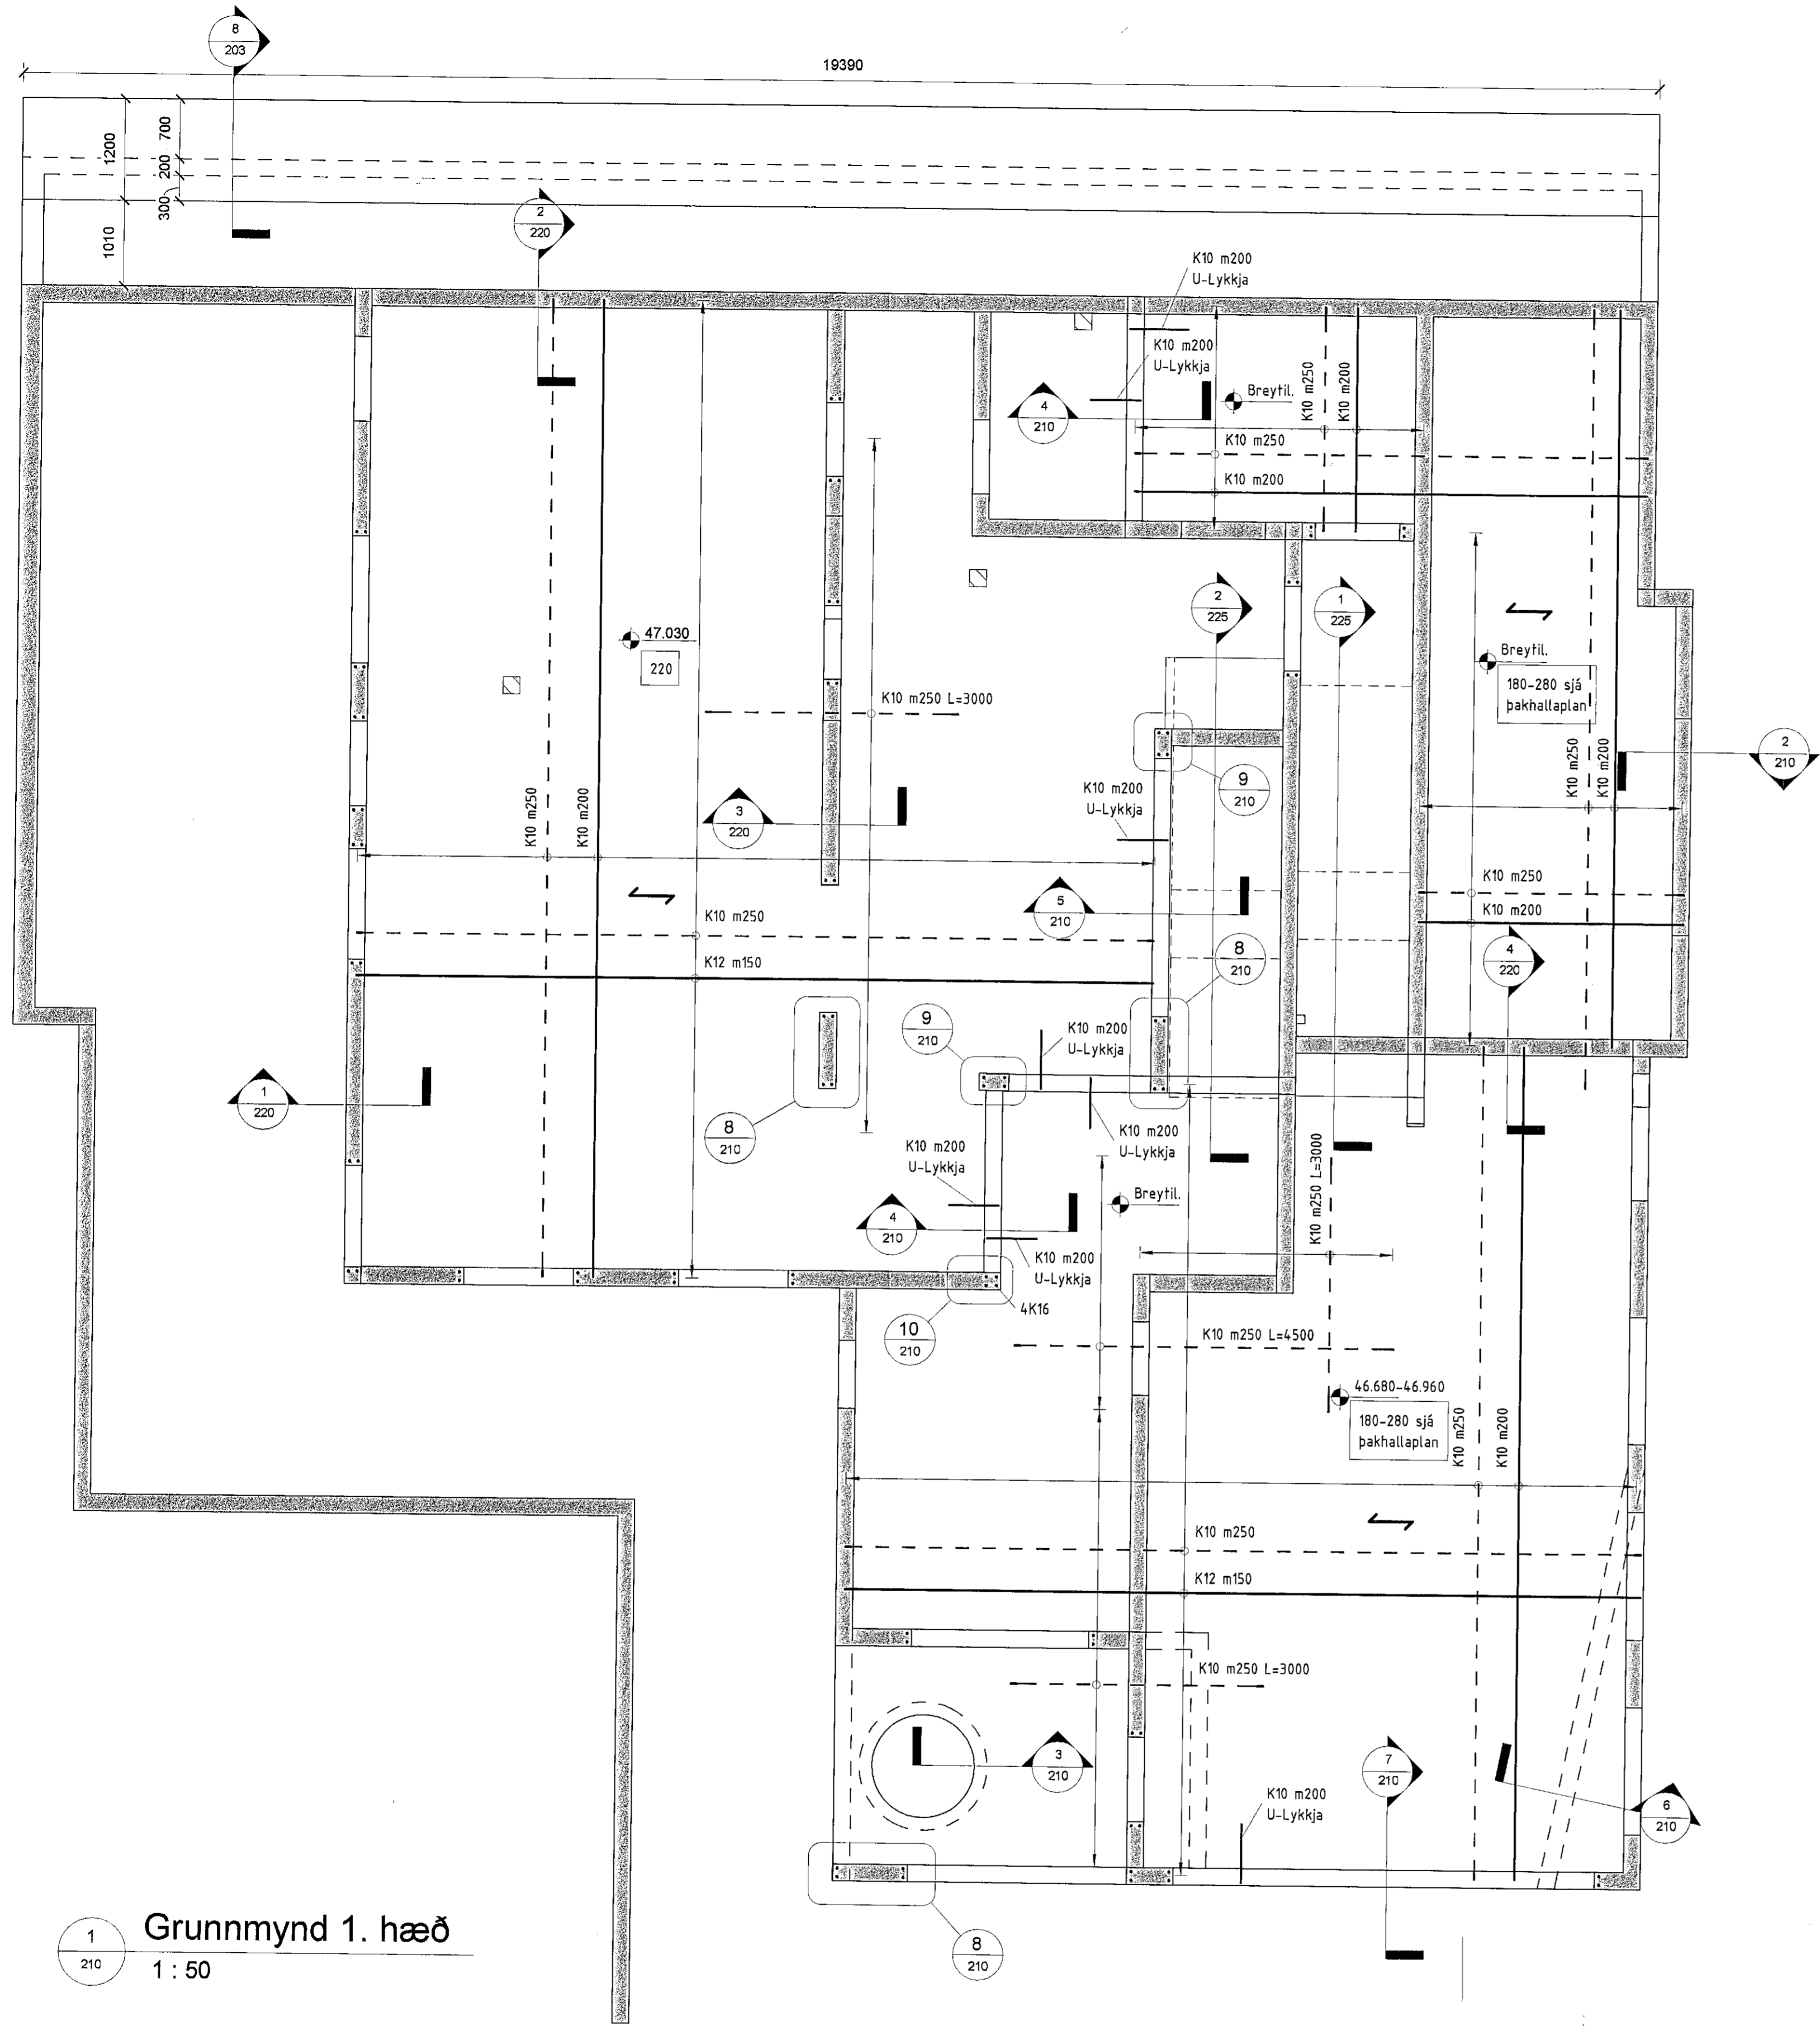 8
203
19390
1200
700
200
300
1010
2
220
K10 m200
U-Lykkja
K10 m200
U-Lykkja
4
210
Breytil.
K10 m250
K10 m200
K10 m250
K10 m200
2
225
1
225
47.030
220
K10 m250 L=3000
Breytil.
180-280 sjá
þakhallaplan
K10 m250
K10 m200
2
210
9
210
K10 m200
U-Lykkja
K10 m250
K10 m200
3
220
K10 m250
K10 m200
5
210
K10 m250
K12 m150
8
210
4
220
9
210
K10 m200
U-Lykkja
1
220
8
210
K10 m200
U-Lykkja
K10 m200
U-Lykkja
K10 m250 L=3000
Breytil.
4
210
K10 m200
U-Lykkja
4K16
10
210
K10 m250 L=4500
46.680-46.960
180-280 sjá
þakhallaplan
K10 m250
K10 m200
K10 m250
K12 m150
K10 m250 L=3000
3
210
7
210
K10 m200
U-Lykkja
6
210
8
210
1
210
Grunnmynd 1. hæð
1 : 50